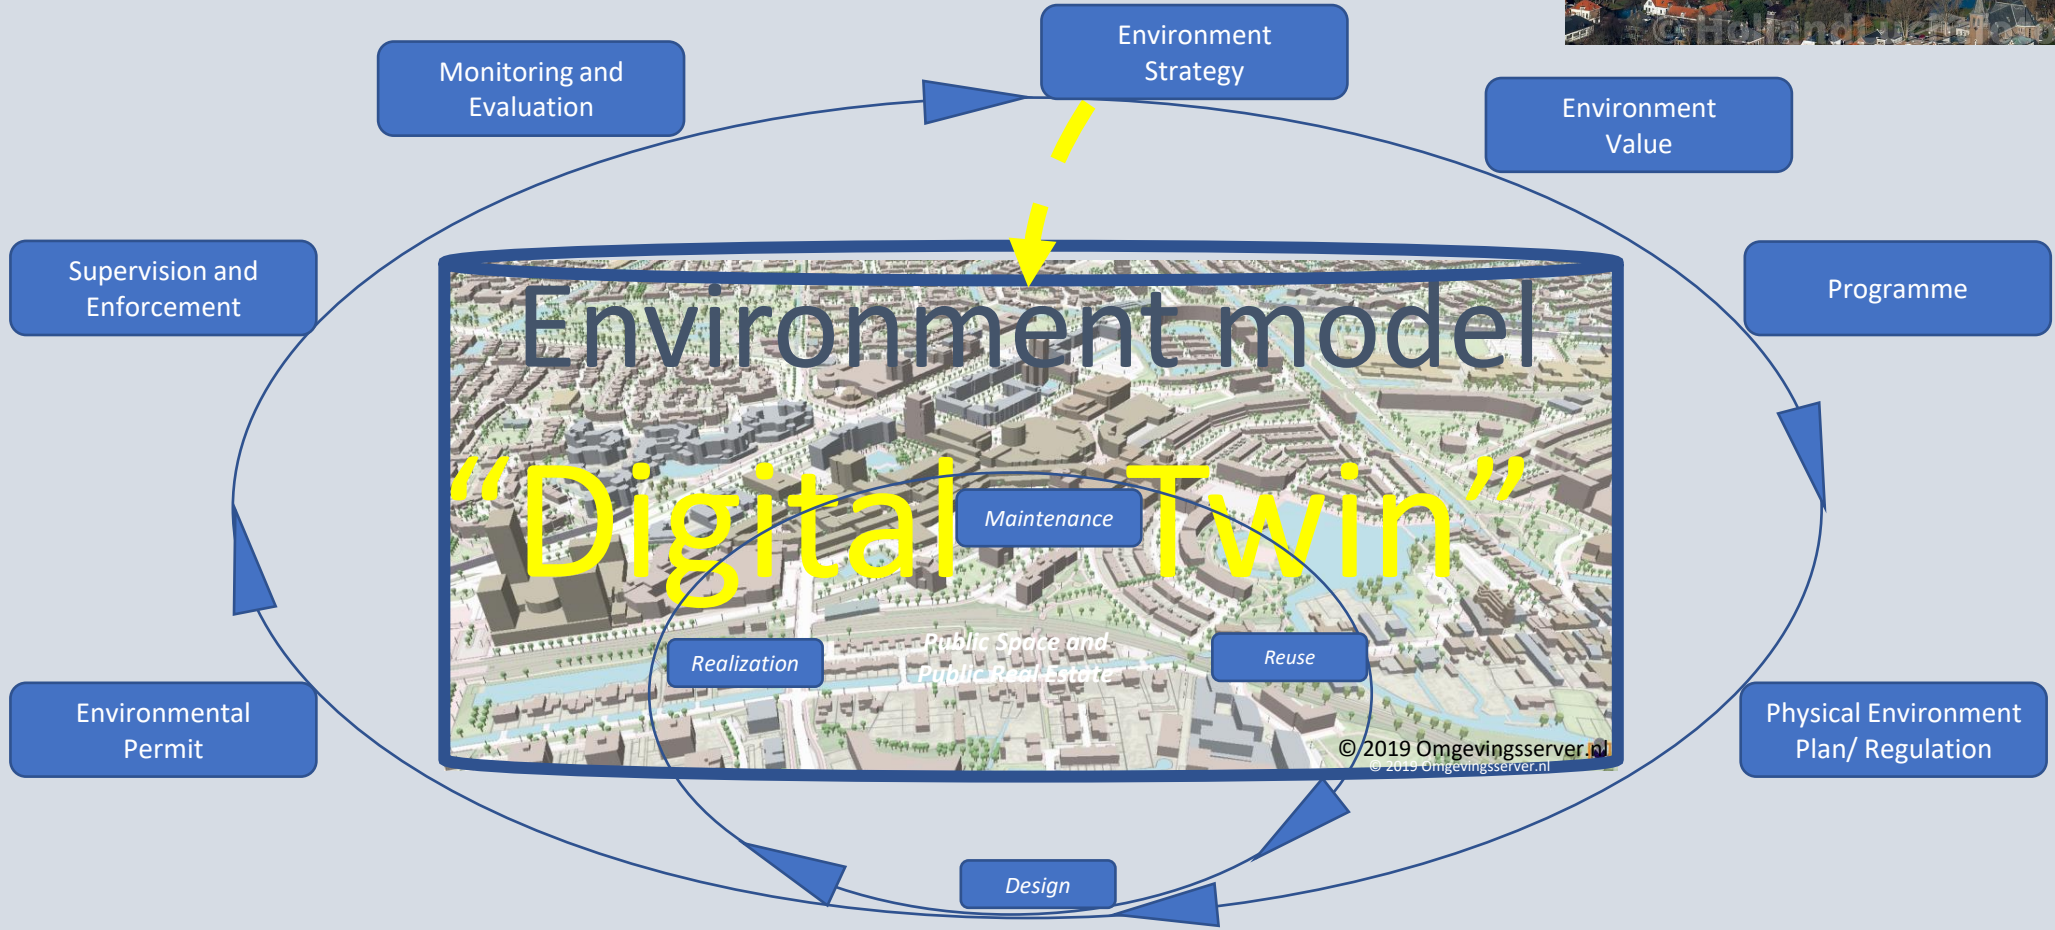 © Hollandluchtfoto
Environment
Strategy
Monitoring and
Evaluation
Environment
Value
Supervision and
Enforcement
Programme
Environment model
“Digital Twin”
Maintenance
Public Space and
Public Real Estate
Realization
Reuse
Environmental
Permit
Physical Environment
Plan/ Regulation
© 2019 Omgevingsserver.nl
© 2019 Omgevingsserver.nl
Design